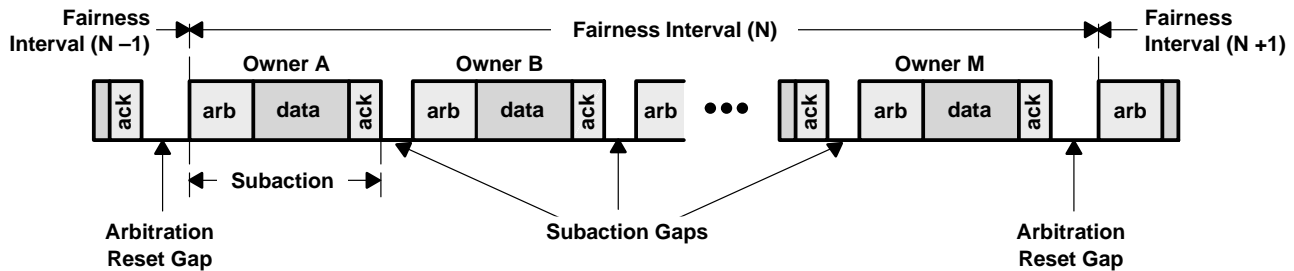 Fairness
Interval (N –1)
Fairness Interval (N)
Fairness
Interval (N +1)
Owner A
Owner B
Owner M
ack
arb
data
ack
arb
data
ack
arb
●●●
ack
arb
data
ack
arb
Subaction
Arbitration
Reset Gap
Subaction Gaps
Arbitration
Reset Gap